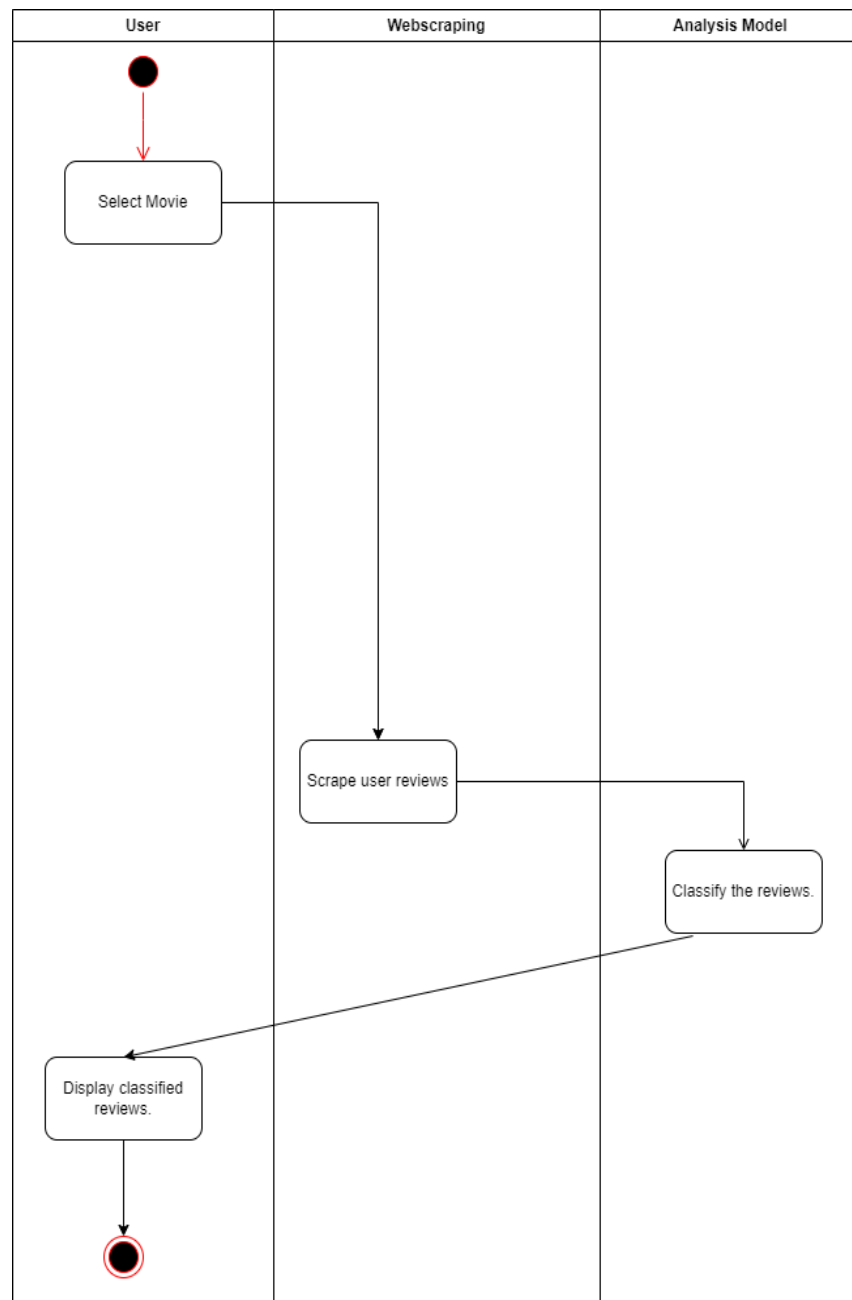 User
Webscraping
Analysis Model
Select Movie
Scrape user reviews
Classify the reviews.
Display classified
reviews.